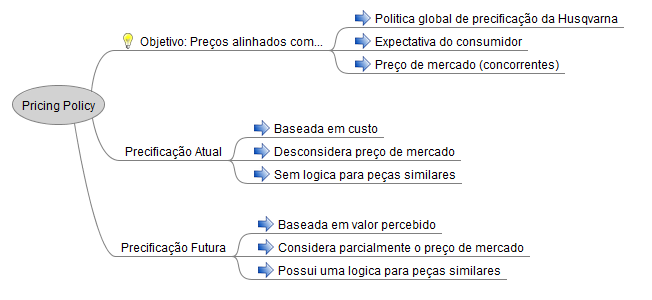 Pricing Policy
Objetivo: Preços alinhados com...
Politica global de precificação da Husqvarna
Expectativa do consumidor
Preço de mercado (concorrentes)
Precificação Atual
Baseada em custo
Desconsidera preço de mercado
Sem logica para peças similares
Precificação Futura
Baseada em valor percebido
Considera parcialmente o preço de mercado
Possui uma logica para peças similares